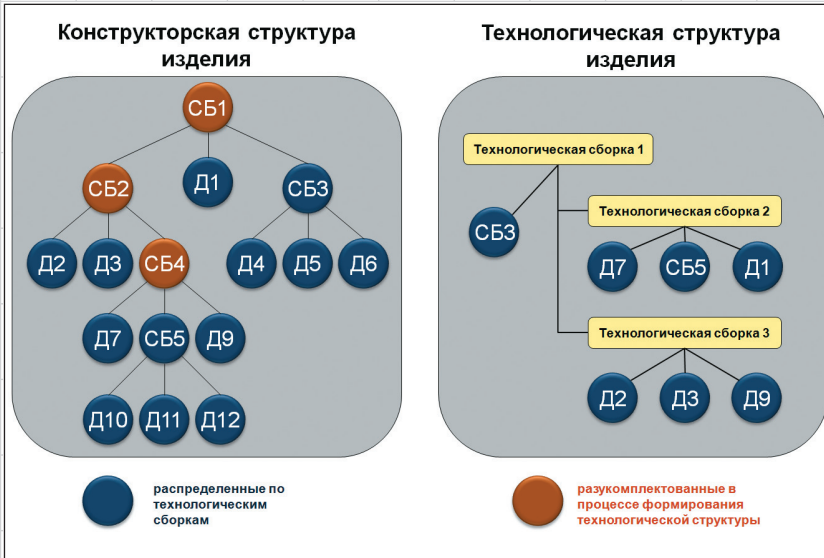 Конструкторская структура
изделия
СБ1
СБ2
Д1
СБ3
Д2
Д3
СБ4
Д4
Д5
Д6
Д7
СБ5
Д9
Д10
Д11
Д12
Технологическая структура
изделия
Технологическая сборка 1
СБ3
Технологическая сборка 2
Д7
СБ5
Д1
Технологическая сборка 3
Д2
Д3
Д9
распределенные по
технологическим
сборкам
разукомплектованные в
процессе формирования
технологической структуры